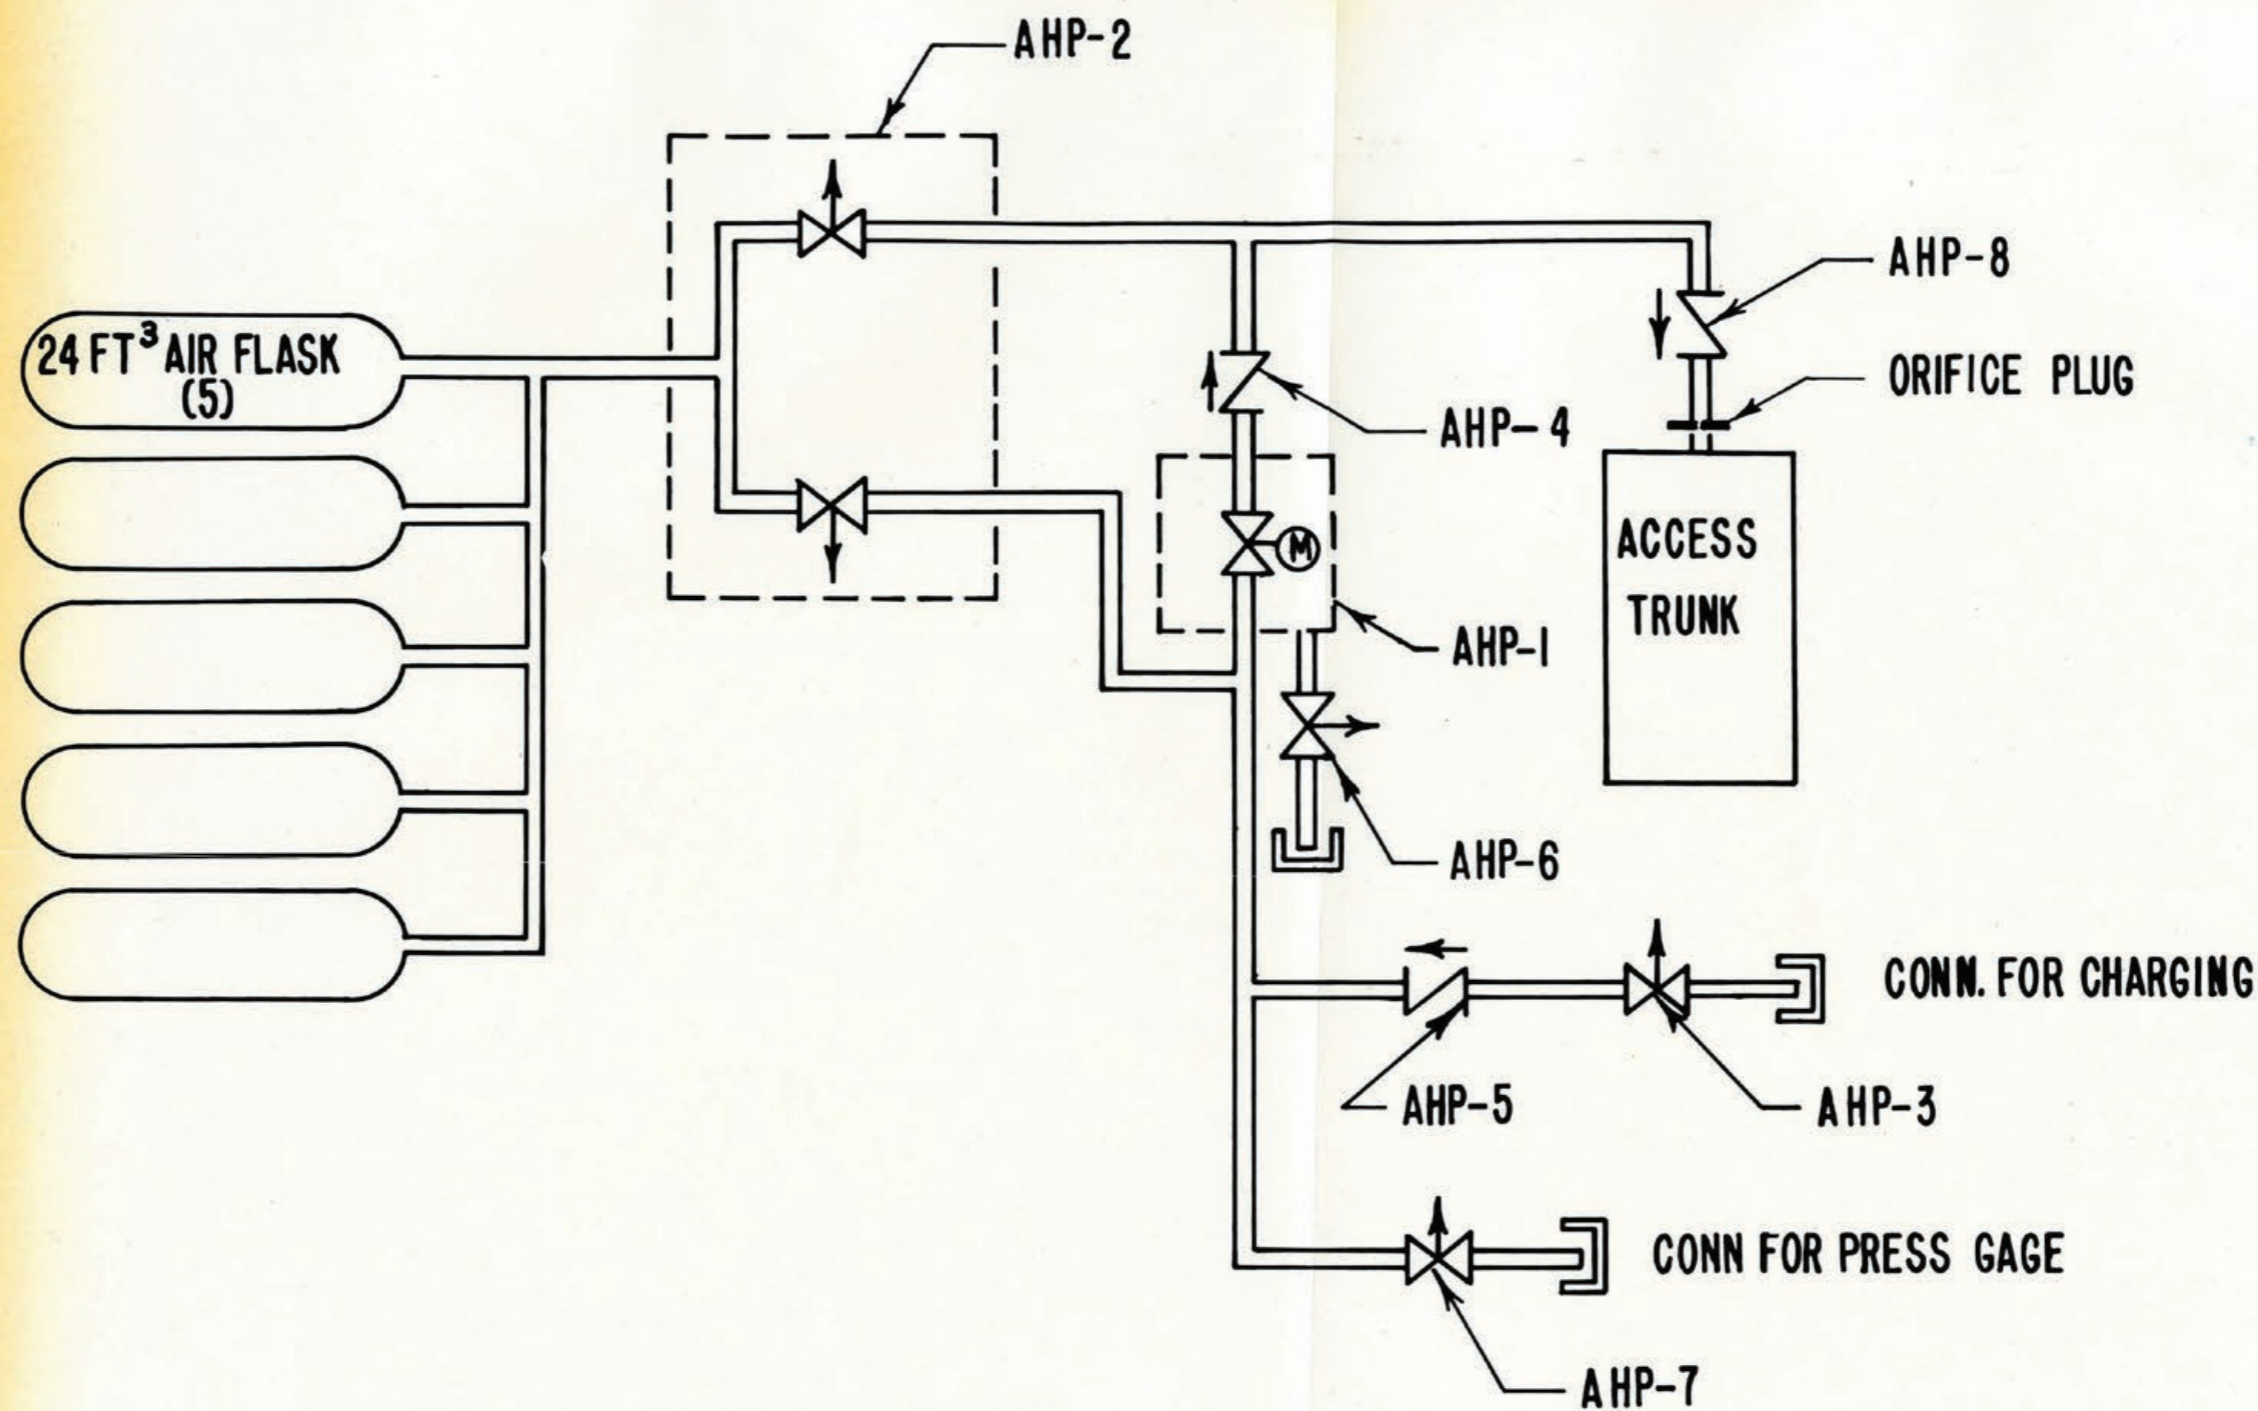 AHP-2
AHP-8
24 FT³ AIR FLASK
(5)
ORIFICE PLUG
AHP-4
ACCESS
TRUNK
M
AHP-1
AHP-6
CONN. FOR CHARGING
AHP-5
AHP-3
CONN FOR PRESS GAGE
AHP-7